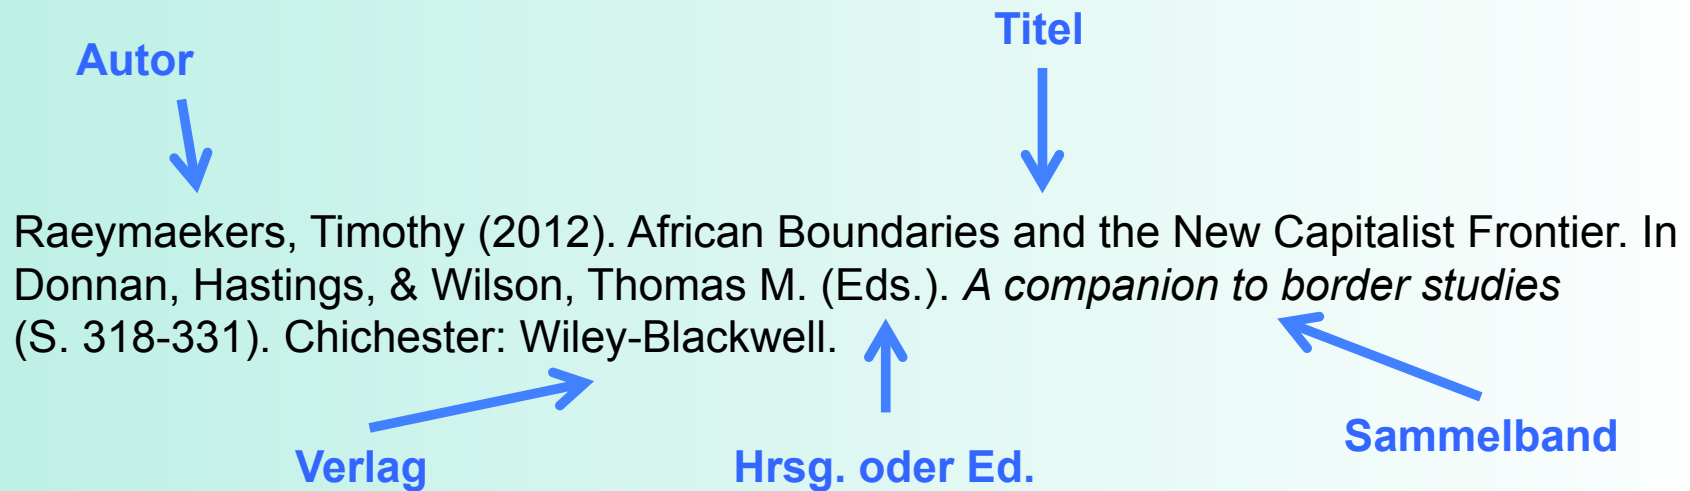 Titel
Autor
Raeymaekers, Timothy (2012). African Boundaries and the New Capitalist Frontier. In
Donnan, Hastings, & Wilson, Thomas M. (Eds.). A companion to border studies
(S. 318-331). Chichester: Wiley-Blackwell.
Sammelband
Verlag
Hrsg. oder Ed.